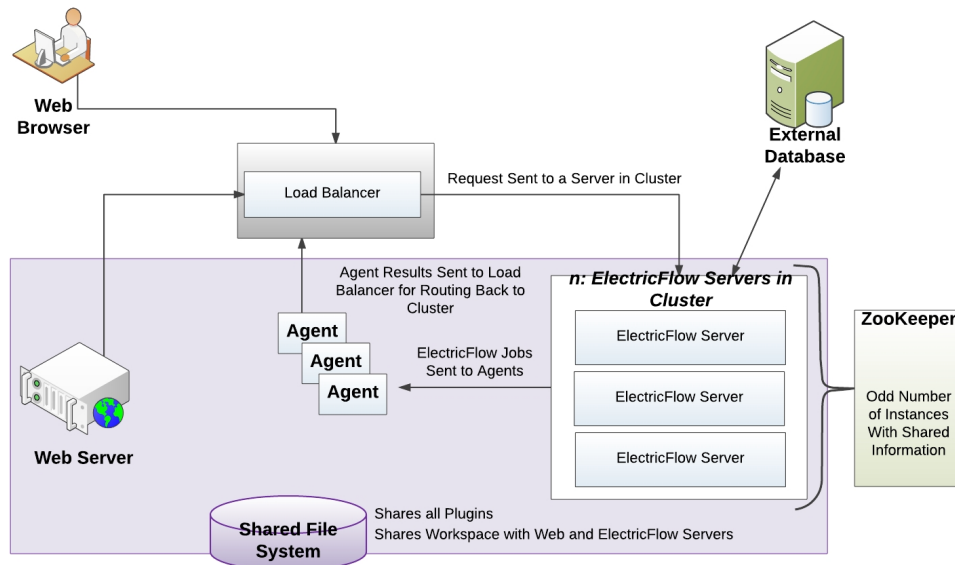 Web
Browser
External
Database
Load Balancer
Request Sent to a Server in Cluster
Agent Results Sent to Load
Balancer for Routing Back to
Cluster
n: ElectricFlow Servers in
Cluster
ElectricFlow Server
ElectricFlow Server
ElectricFlow Server
Agent
Agent
Agent
ElectricFlow Jobs
Sent to Agents
ZooKeeper
Odd Number
of Instances
With Shared
Information
Web Server
Shared File
System
Shares all Plugins
Shares Workspace with Web and ElectricFlow Servers